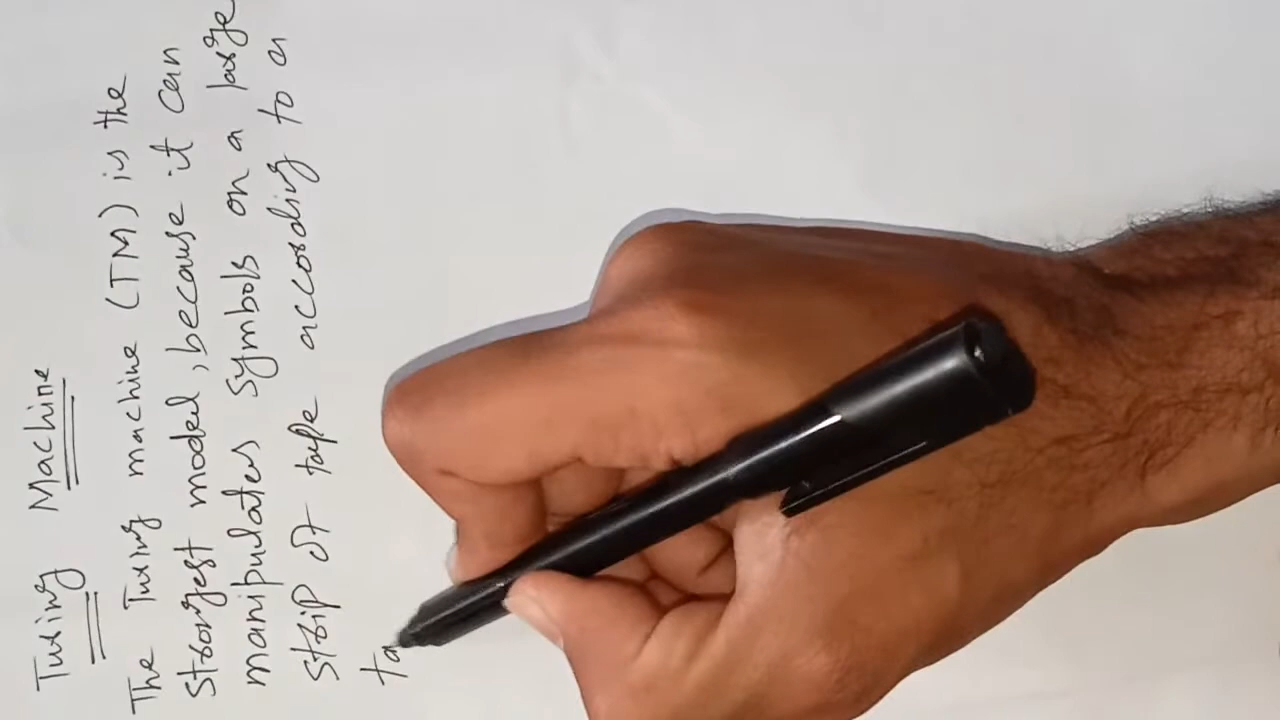 Turing Machine
The Turing machine (TM) is the
Strongest model, because it can
manipulates symbols on a large
strip of tape according to a
ta